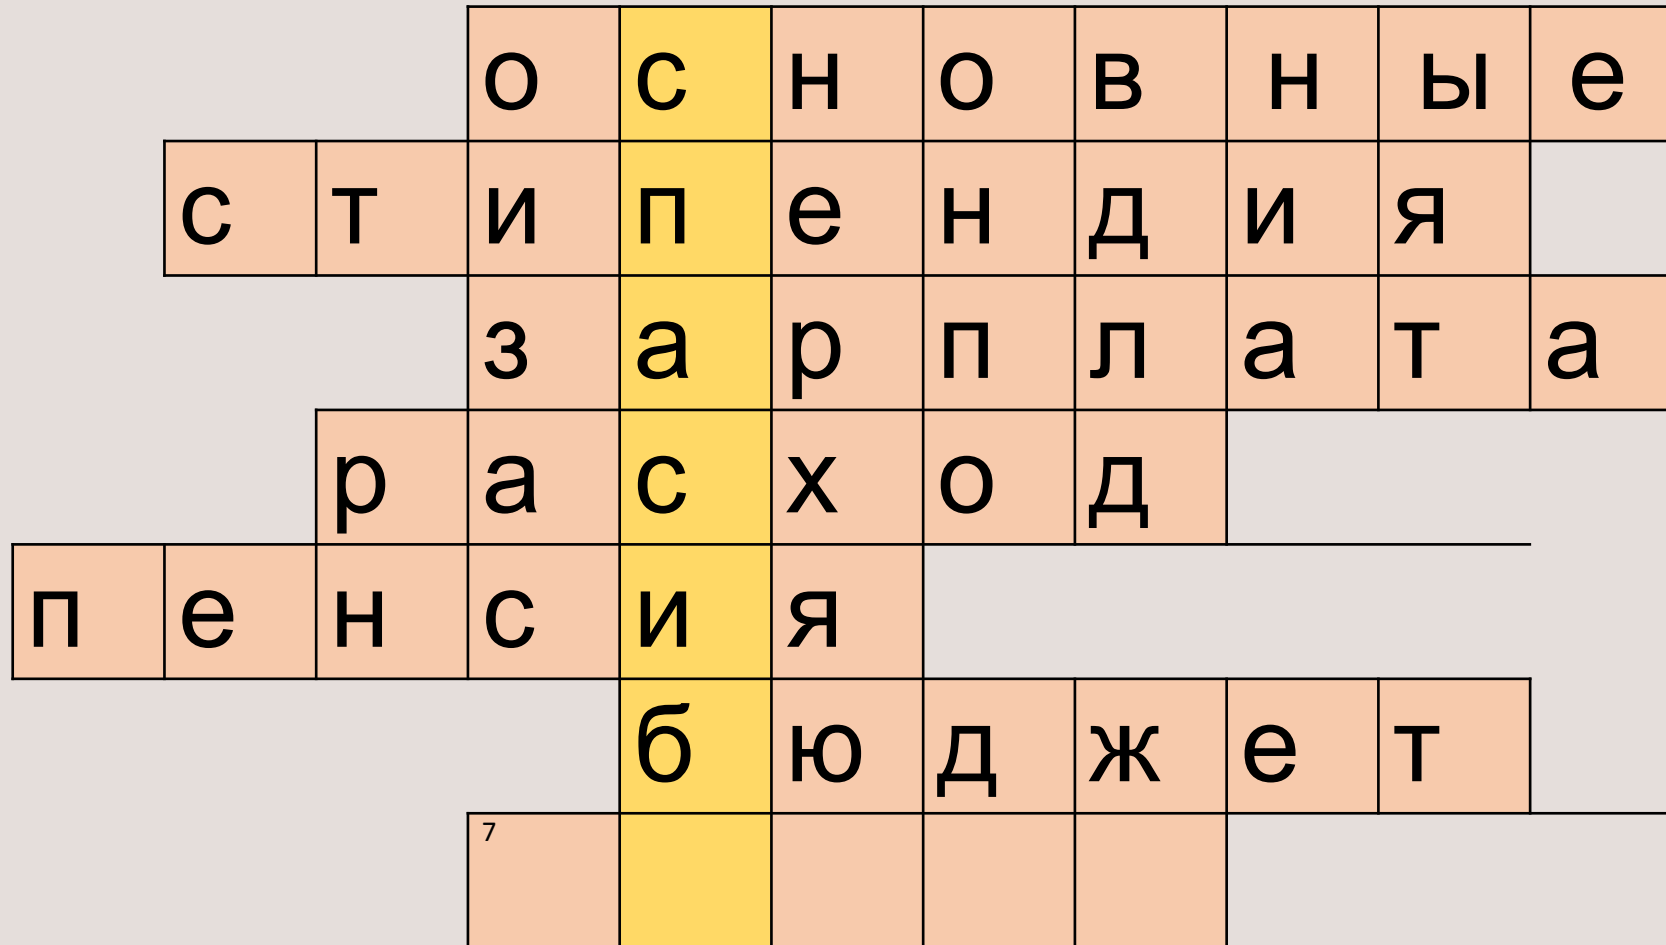 основные
стипендия
зарплата
расход
пенсия
бюджет
7